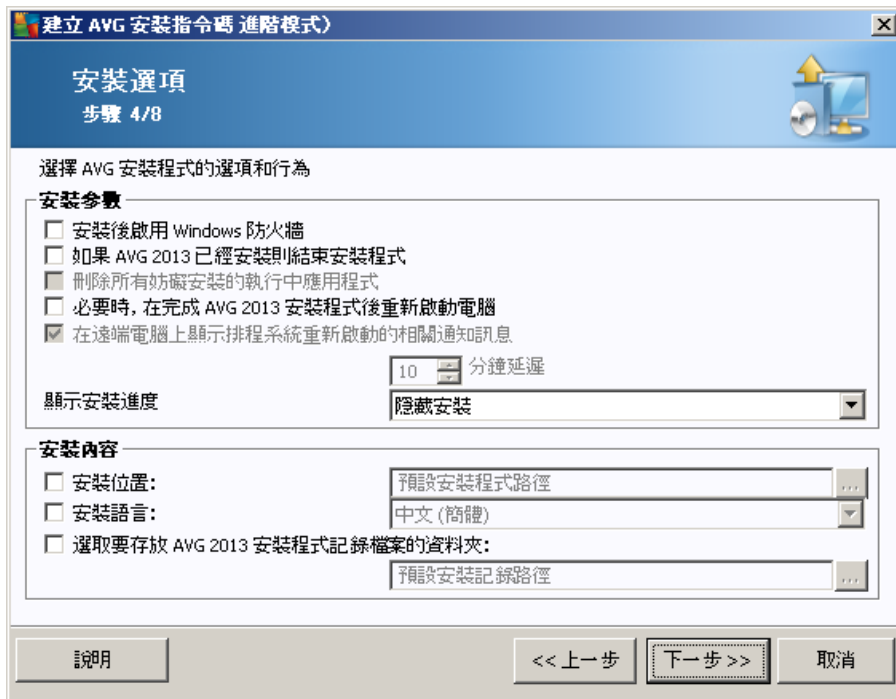 建立 AVG 安裝指令碼 進階模式)
安裝選項
步驟 4/8
選擇 AVG 安裝程式的選項和行為
安裝參數
安裝後啟用 Windows 防火牆
如果 AVG 2013 已經安裝則結束安裝程式
刪除所有妨礙安裝的執行中應用程式
必要時, 在完成 AVG 2013 安裝程式後重新啟動電腦
在遠端電腦上顯示排程系統重新啟動的相關通知訊息
10 分鐘延遲
顯示安裝進度 隱藏安裝
安裝內容
安裝位置: 預設安裝程式路徑 ...
安裝語言: 中文 (簡體)
選取要存放 AVG 2013 安裝程式記錄檔案的資料夾:
預設安裝記錄路徑 ...
說明 << 上一步 下一步 >> 取消